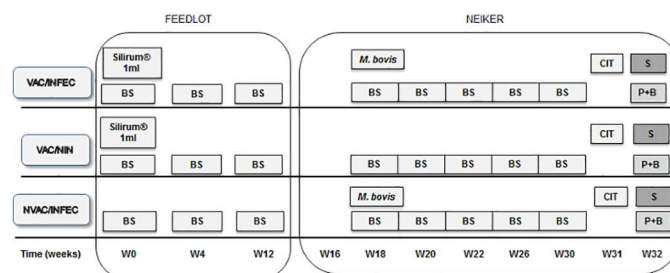 FEEDLOT NEIKER
Silirum®
1ml
M. bovis
CIT S
VAC/INFEC
BS BS BS BS BS BS BS BS P+B
Silirum®
1ml
CIT S
VAC/NIN
BS BS BS BS BS BS BS BS P+B
M. bovis CIT S
NVAC/INFEC
BS BS BS BS BS BS BS BS P+B
Time (weeks) W0 W4 W12 W16 W18 W20 W22 W26 W30 W31 W32